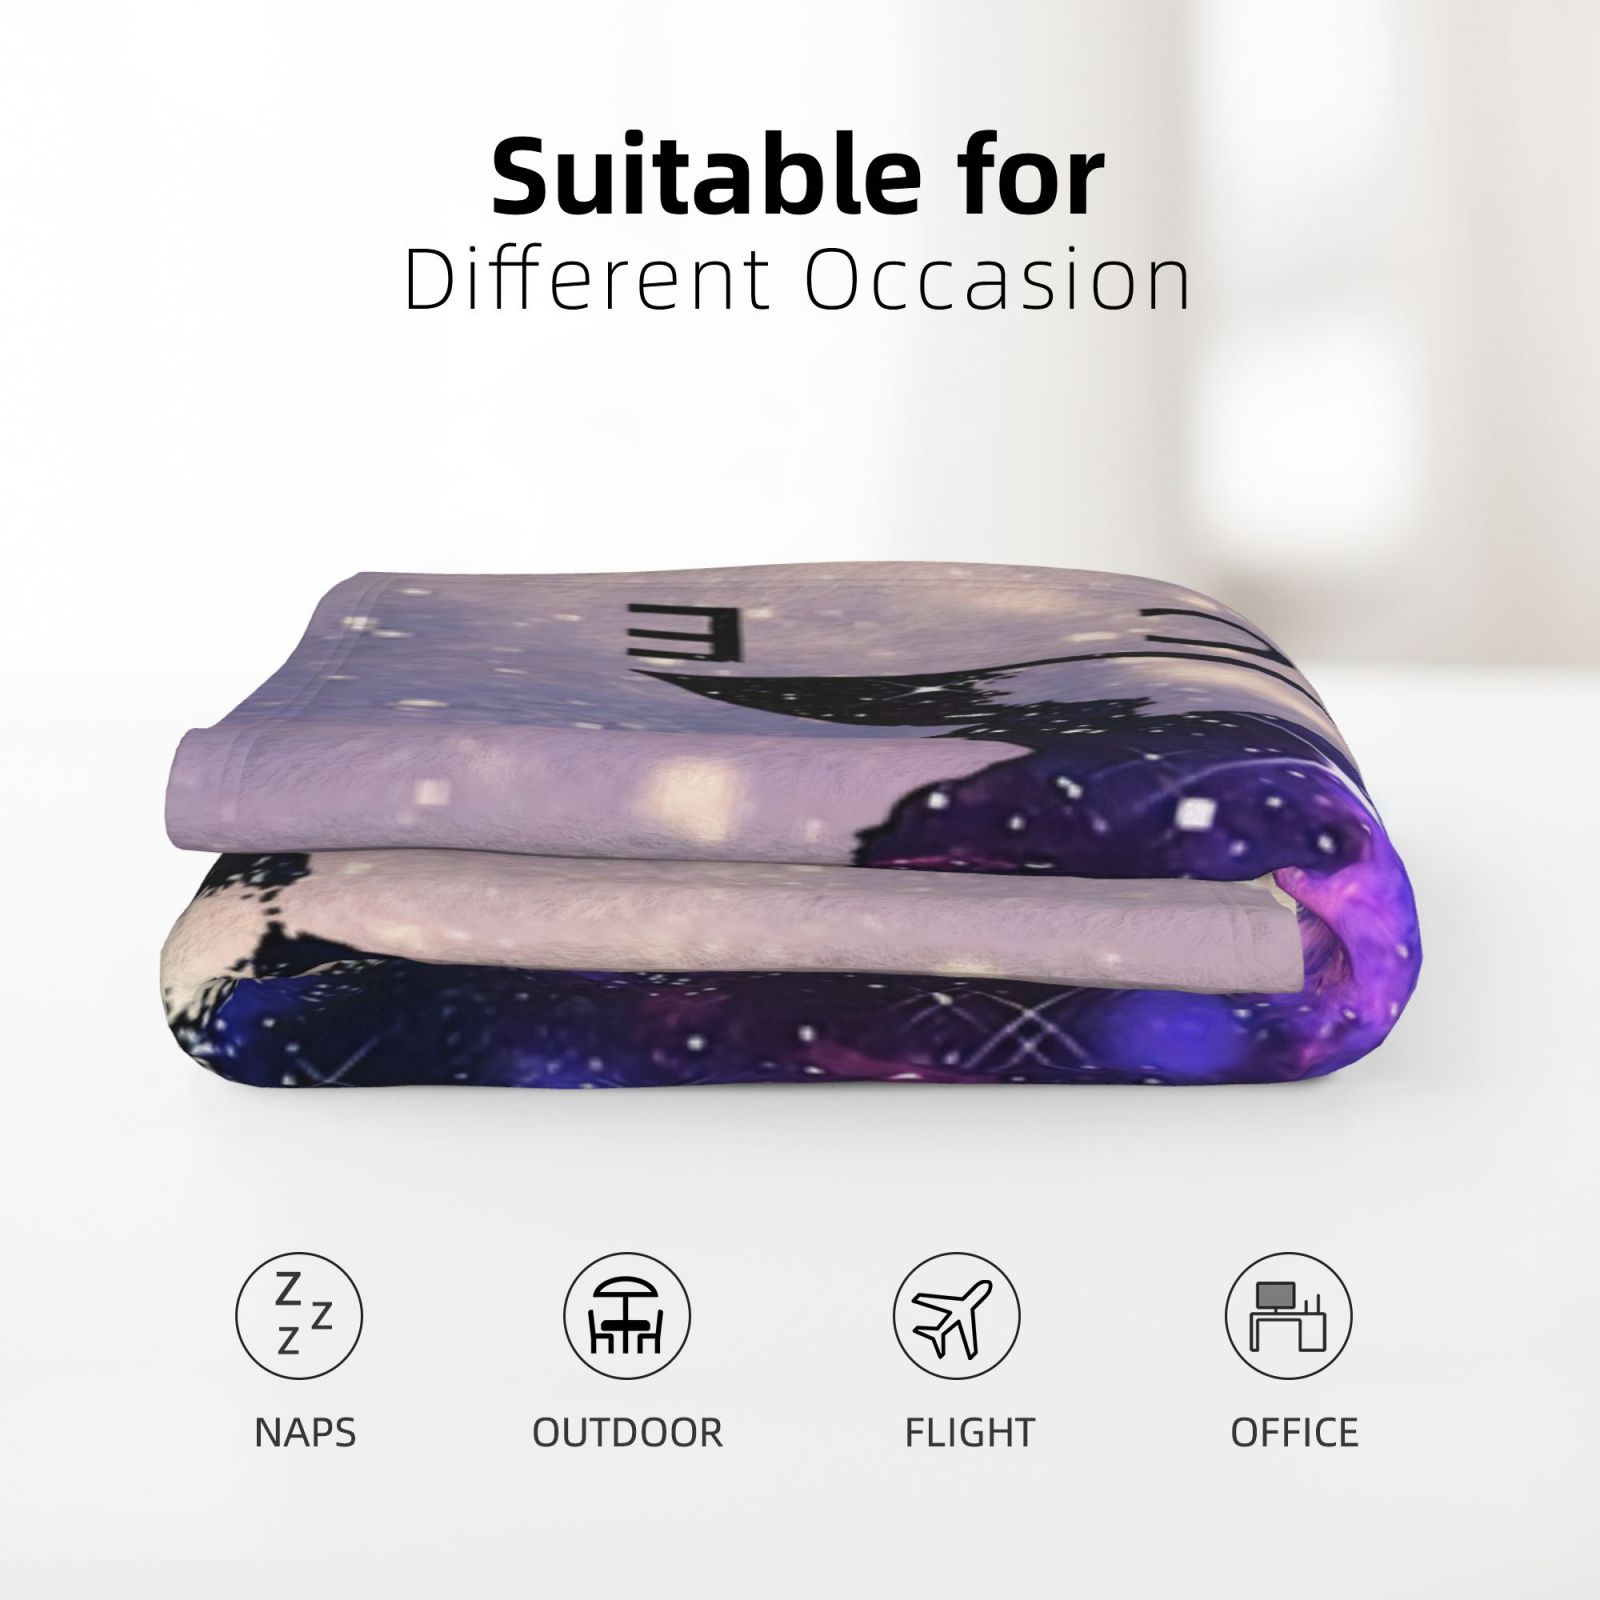 Suitable for
Different Occasion
Z
Z
Z
NAPS
OUTDOOR
FLIGHT
OFFICE